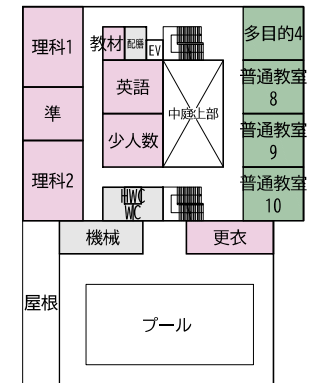 理科1
教材
配膳
EV
多目的4
英語
普通教室
8
準
中庭上部
少人数
普通教室
9
理科2
普通教室
10
HWC
WC
機械
更衣
屋根
プール